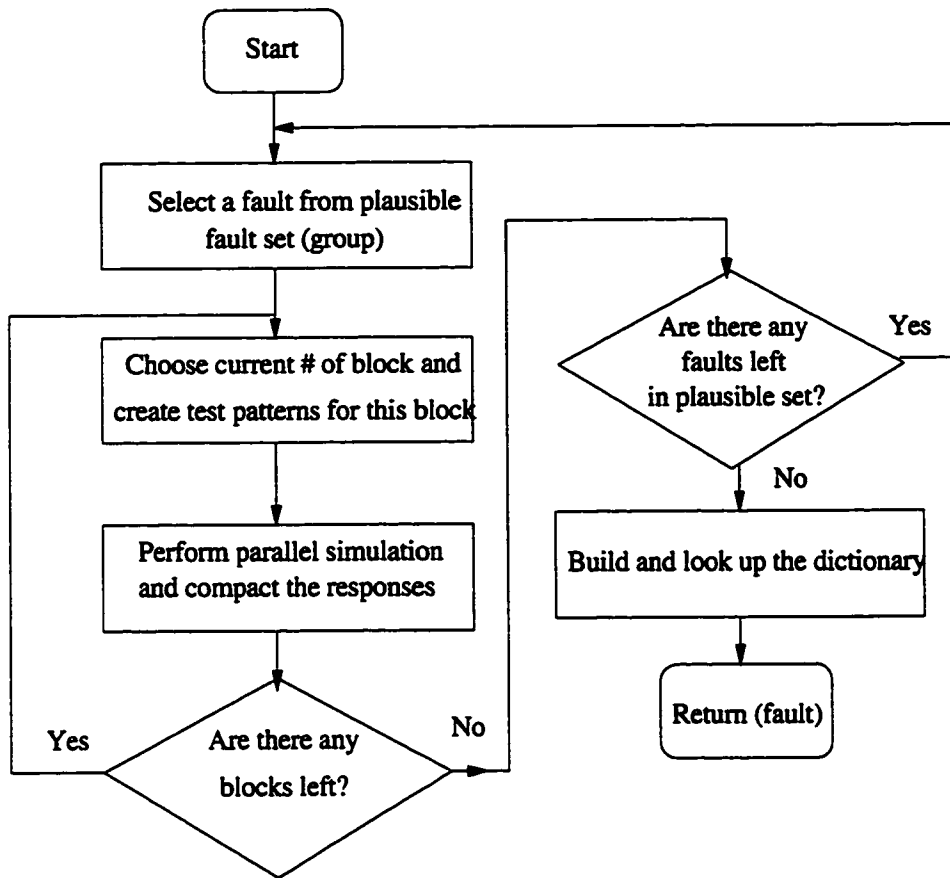 Start
Select a fault from plausible
fault set (group)
Choose current # of block and
create test patterns for this block
Perform parallel simulation
and compact the responses
Are there any
blocks left?
Yes
No
Are there any
faults left
in plausible set?
Yes
No
Build and look up the dictionary
Return (fault)